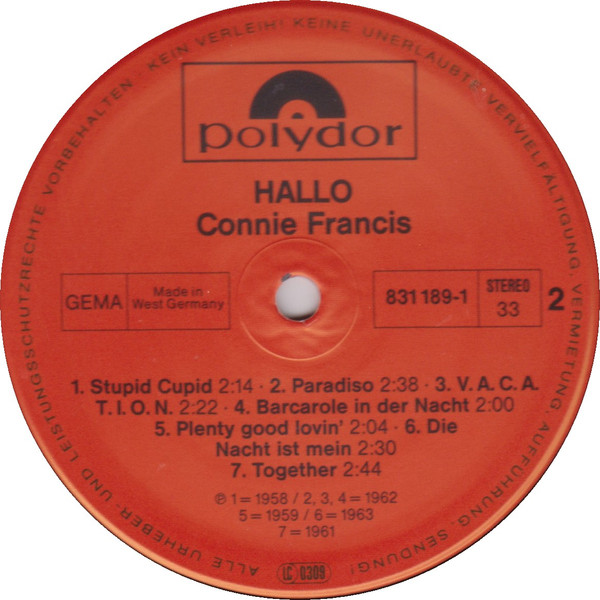 polydor
HALLO
Connie Francis
GEMA
Made in
West Germany
831 189-1
STEREO
33
2
1. Stupid Cupid 2:14 · 2. Paradiso 2:38 · 3. V. A. C. A.
T. I. O. N. 2:22 · 4. Barcarole in der Nacht 2:00
5. Plenty good lovin' 2:04 · 6. Die
Nacht ist mein 2:30
7. Together 2:44
℗ 1 = 1958 / 2, 3, 4 = 1962
5 = 1959 / 6 = 1963
7 = 1961
ALLE URHEBER- UND LEISTUNGSSCHUTZRECHTE VORBEHALTEN · KEIN VERLEIH! KEINE UNERLAUBTE VERVIELFÄLTIGUNG, VERMIETUNG, AUFFÜHRUNG, SENDUNG!
LC 0309